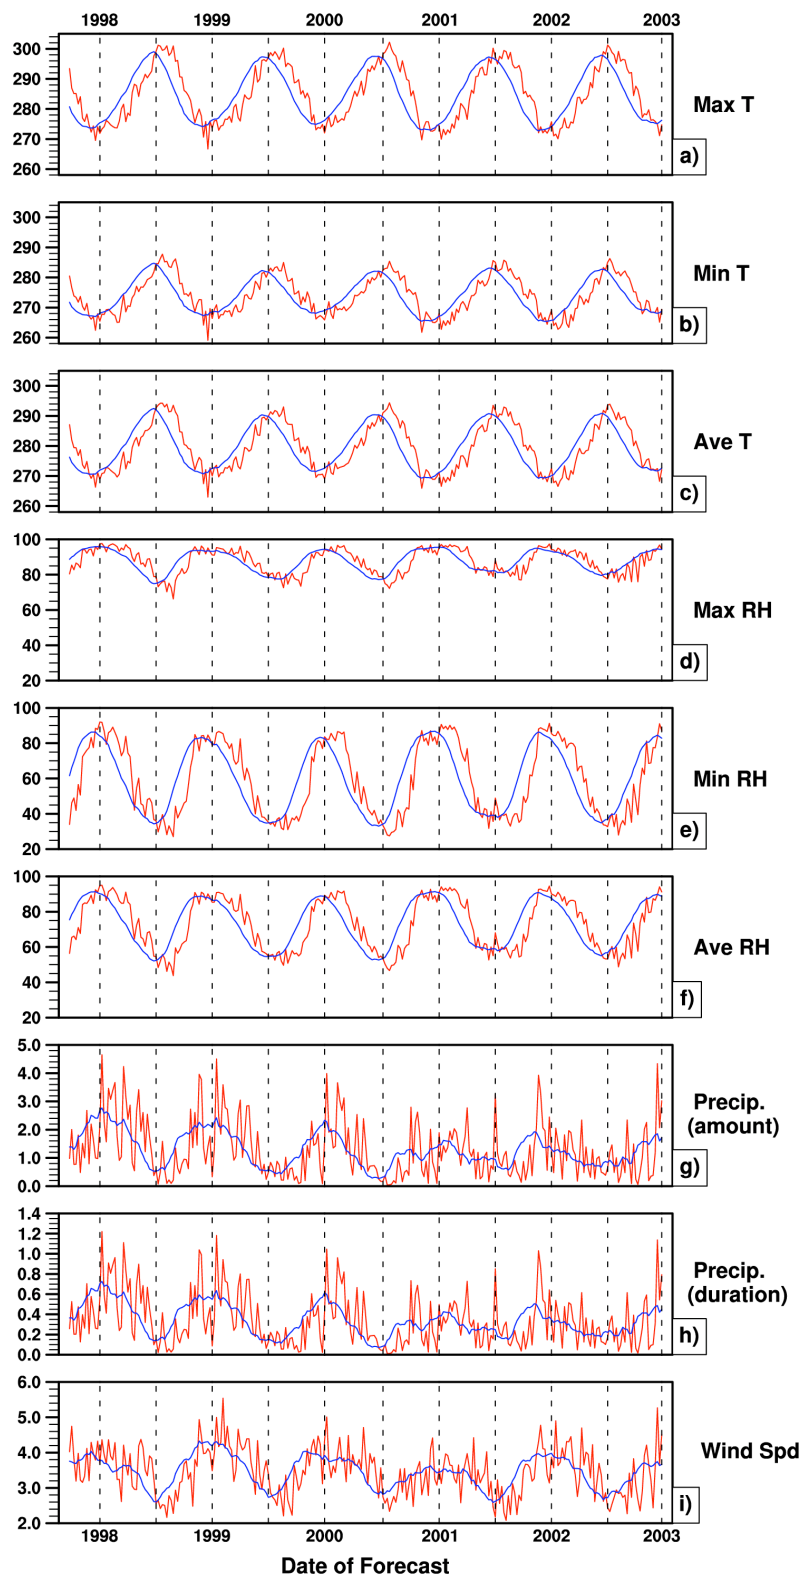 1998 1999 2000 2001 2002 2003
300
290
280
270
260
Max T
a)
300
290
280
270
260
Min T
b)
300
290
280
270
260
Ave T
c)
100
80
60
40
20
Max RH
d)
100
80
60
40
20
Min RH
e)
100
80
60
40
20
Ave RH
f)
5.0
4.0
3.0
2.0
1.0
0.0
Precip.
(amount)
g)
1.4
1.2
1.0
0.8
0.6
0.4
0.2
0.0
Precip.
(duration)
h)
6.0
5.0
4.0
3.0
2.0
Wind Spd
i)
1998 1999 2000 2001 2002 2003
Date of Forecast